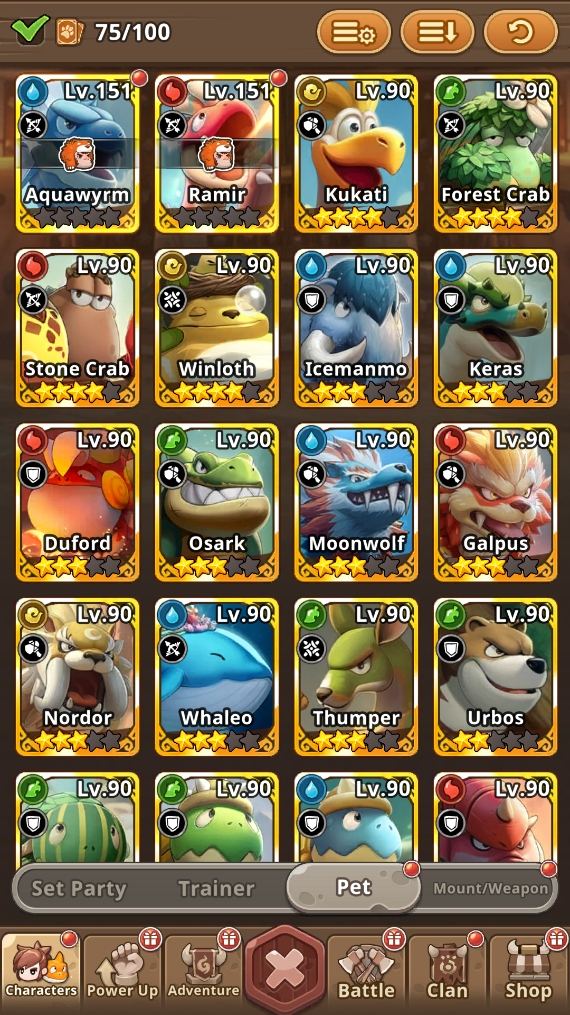 75/100
Lv.151 Lv.151 Lv.90 Lv.90
Aquawyrm Ramir Kukati Forest Crab
Lv.90 Lv.90 Lv.90 Lv.90
Stone Crab Winloth Icemanmo Keras
Lv.90 Lv.90 Lv.90 Lv.90
Duford Osark Moonwolf Galpus
Lv.90 Lv.90 Lv.90 Lv.90
Nordor Whaleo Thumper Urbos
Lv.90 Lv.90 Lv.90 Lv.90
Set Party Trainer Pet Mount/Weapon
Characters Power Up Adventure Battle Clan Shop